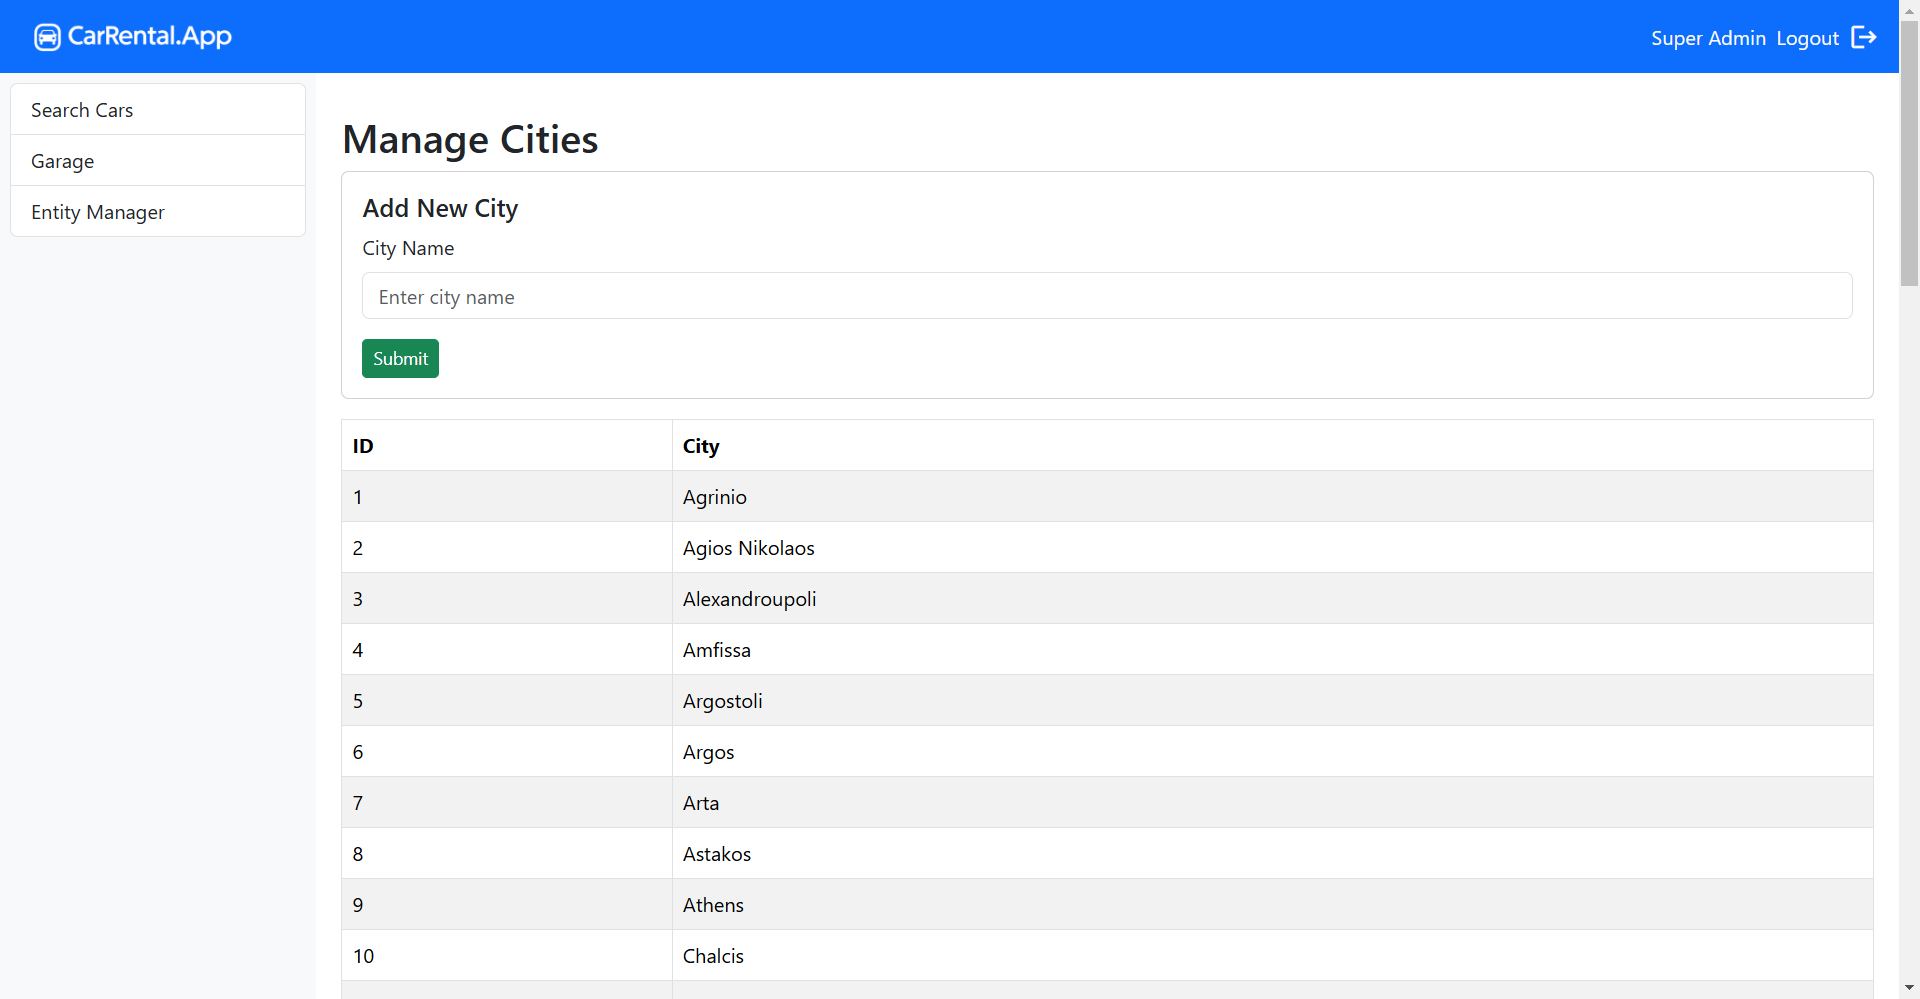 CarRental.App
Super Admin Logout
Search Cars
Garage
Entity Manager
Manage Cities
Add New City
City Name
Enter city name
Submit
ID City
1 Agrinio
2 Agios Nikolaos
3 Alexandroupoli
4 Amfissa
5 Argostoli
6 Argos
7 Arta
8 Astakos
9 Athens
10 Chalcis